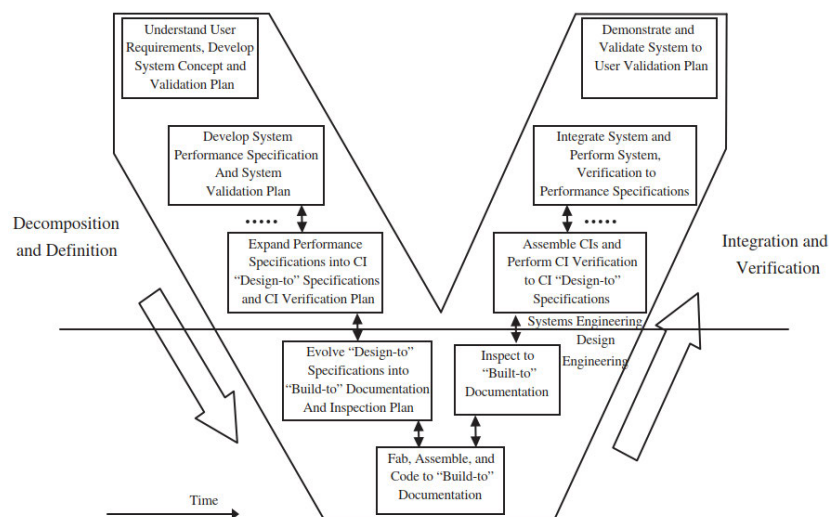 Understand User
Requirements, Develop
System Concept and
Validation Plan
Demonstrate and
Validate System to
User Validation Plan
Develop System
Performance Specification
And System
Validation Plan
Integrate System and
Perform System,
Verification to
Performance Specifications
Decomposition
and Definition
.....
.....
Expand Performance
Specifications into CI
“Design-to” Specifications
and CI Verification Plan
Assemble CIs and
Perform CI Verification
to CI “Design-to”
Specifications
Integration and
Verification
Systems Engineering
Design
Engineering
Evolve “Design-to”
Specifications into
“Build-to” Documentation
And Inspection Plan
Inspect to
“Built-to”
Documentation
Fab, Assemble, and
Code to “Build-to”
Documentation
Time